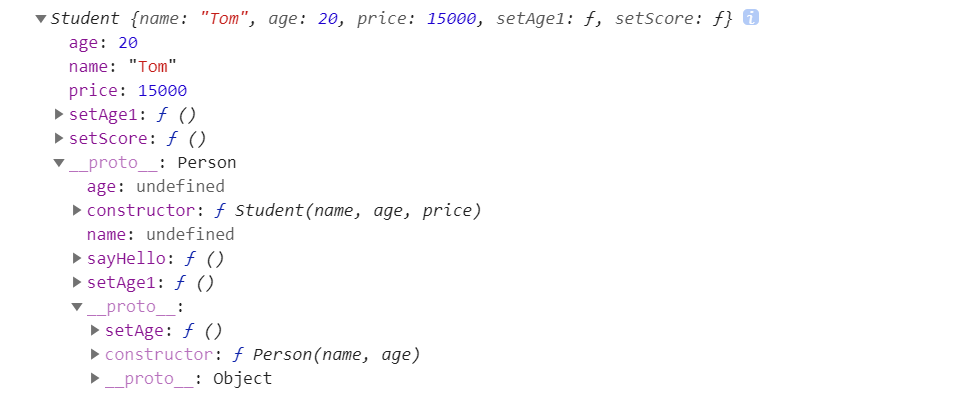 Student {name: "Tom", age: 20, price: 15000, setAge1: ƒ, setScore: ƒ} i
age: 20
name: "Tom"
price: 15000
setAge1: ƒ ()
setScore: ƒ ()
__proto__: Person
age: undefined
constructor: ƒ Student(name, age, price)
name: undefined
sayHello: ƒ ()
setAge1: ƒ ()
__proto__:
setAge: ƒ ()
constructor: ƒ Person(name, age)
__proto__: Object